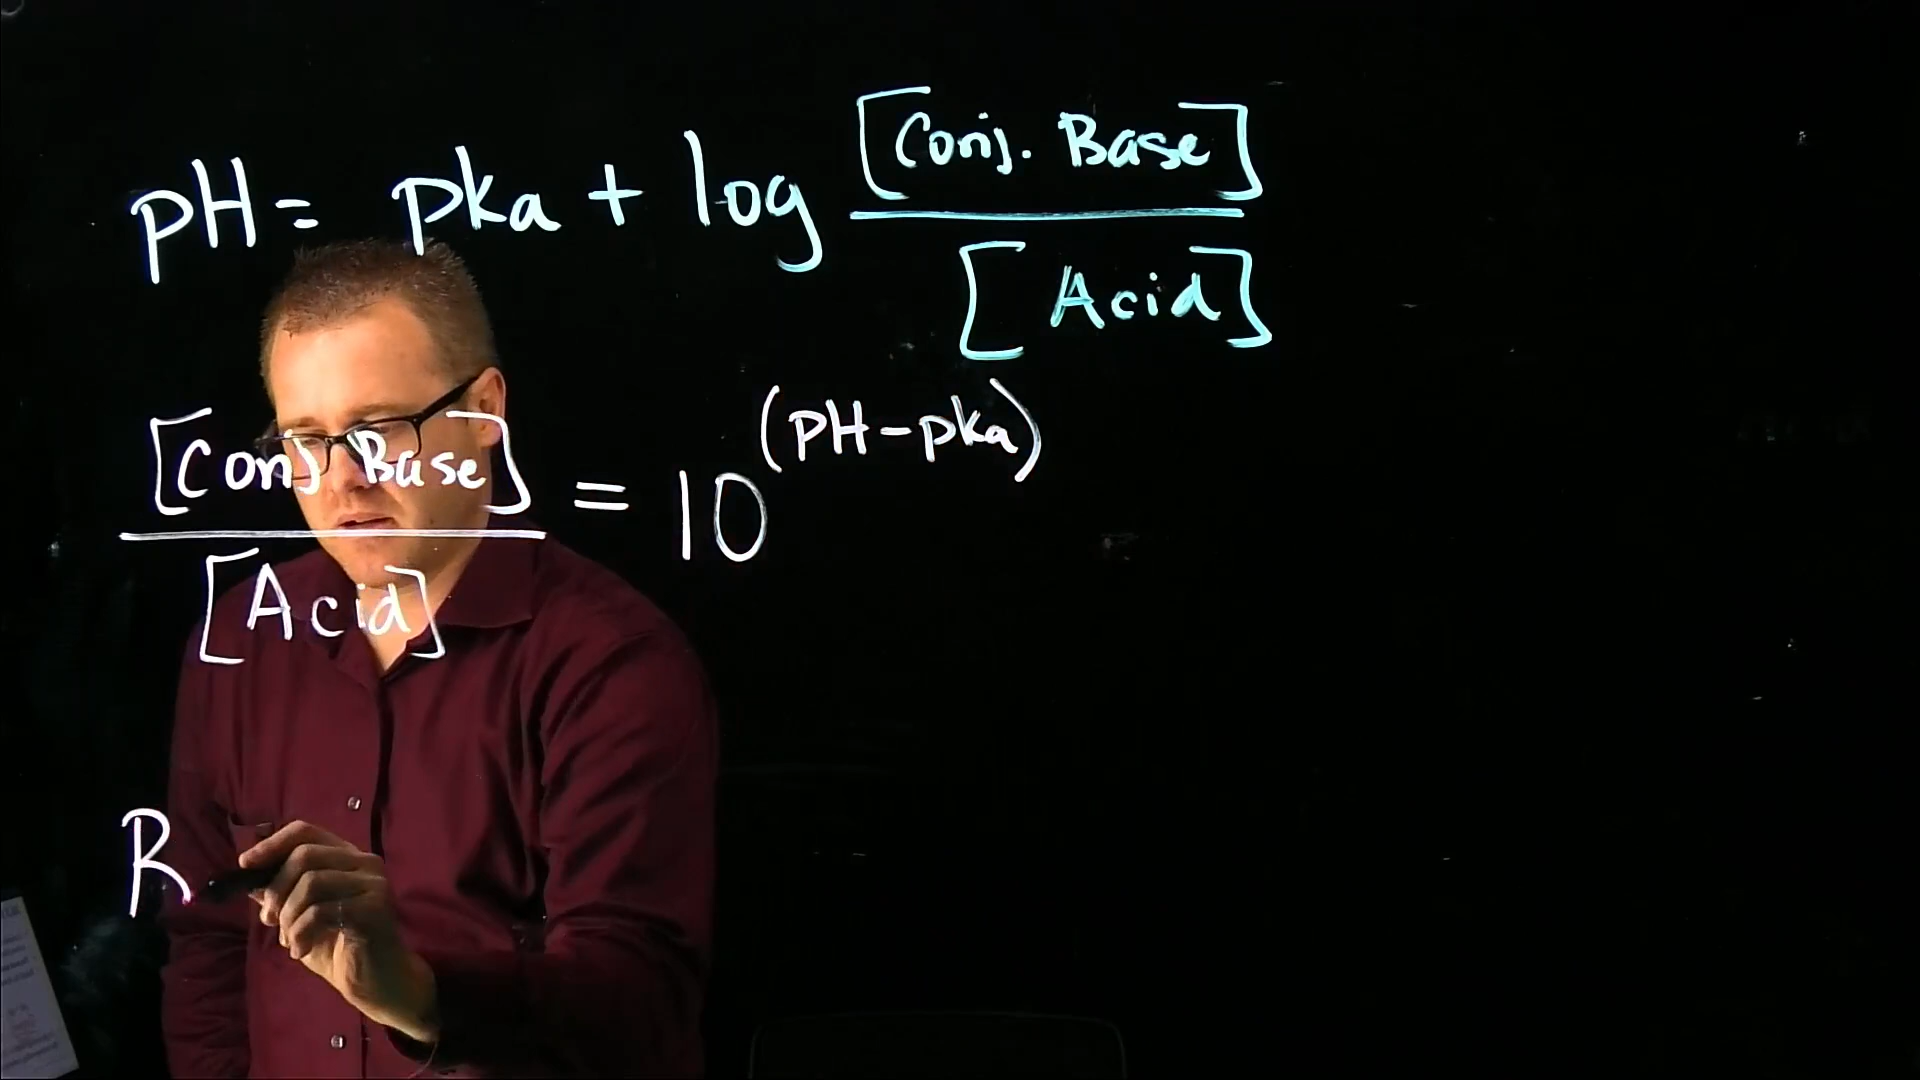 pH = pka + log [Conj. Base]
[Acid]
[Conj Base] = 10^(pH-pka)
[Acid]
R